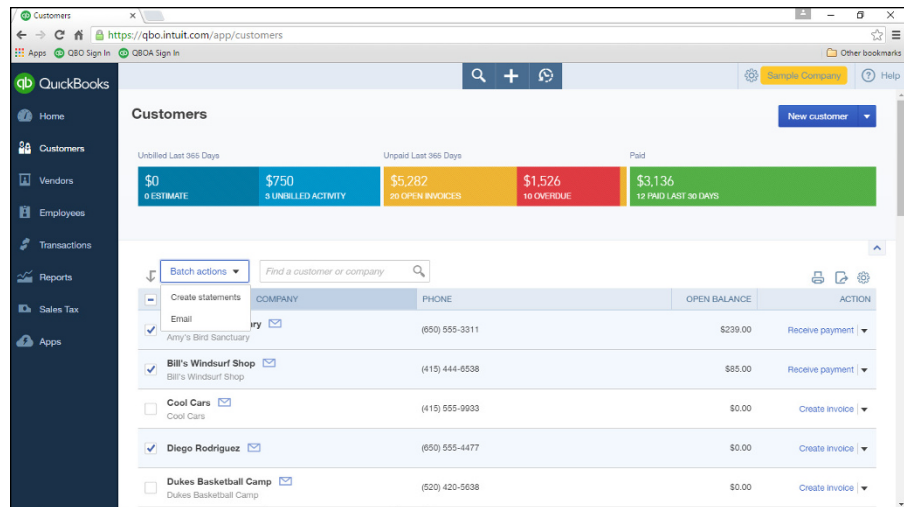 Customers
https://qbo.intuit.com/app/customers
Apps QBO Sign In QBOA Sign In Other bookmarks
qb QuickBooks
Sample Company ? Help
Home
Customers
Vendors
Employees
Transactions
Reports
Sales Tax
Apps
Customers
New customer
Unbilled Last 365 Days Unpaid Last 365 Days Paid
$0 $750 $5,282 $1,526 $3,136
0 ESTIMATE 3 UNBILLED ACTIVITY 20 OPEN INVOICES 10 OVERDUE 12 PAID LAST 30 DAYS
Batch actions Find a customer or company
Create statements
Email
COMPANY PHONE OPEN BALANCE ACTION
ry (650) 555-3311 $239.00 Receive payment
Amy's Bird Sanctuary
Bill's Windsurf Shop (415) 444-6538 $85.00 Receive payment
Bill's Windsurf Shop
Cool Cars (415) 555-9933 $0.00 Create invoice
Cool Cars
Diego Rodriguez (650) 555-4477 $0.00 Create invoice
Dukes Basketball Camp (520) 420-5638 $0.00 Create invoice
Dukes Basketball Camp